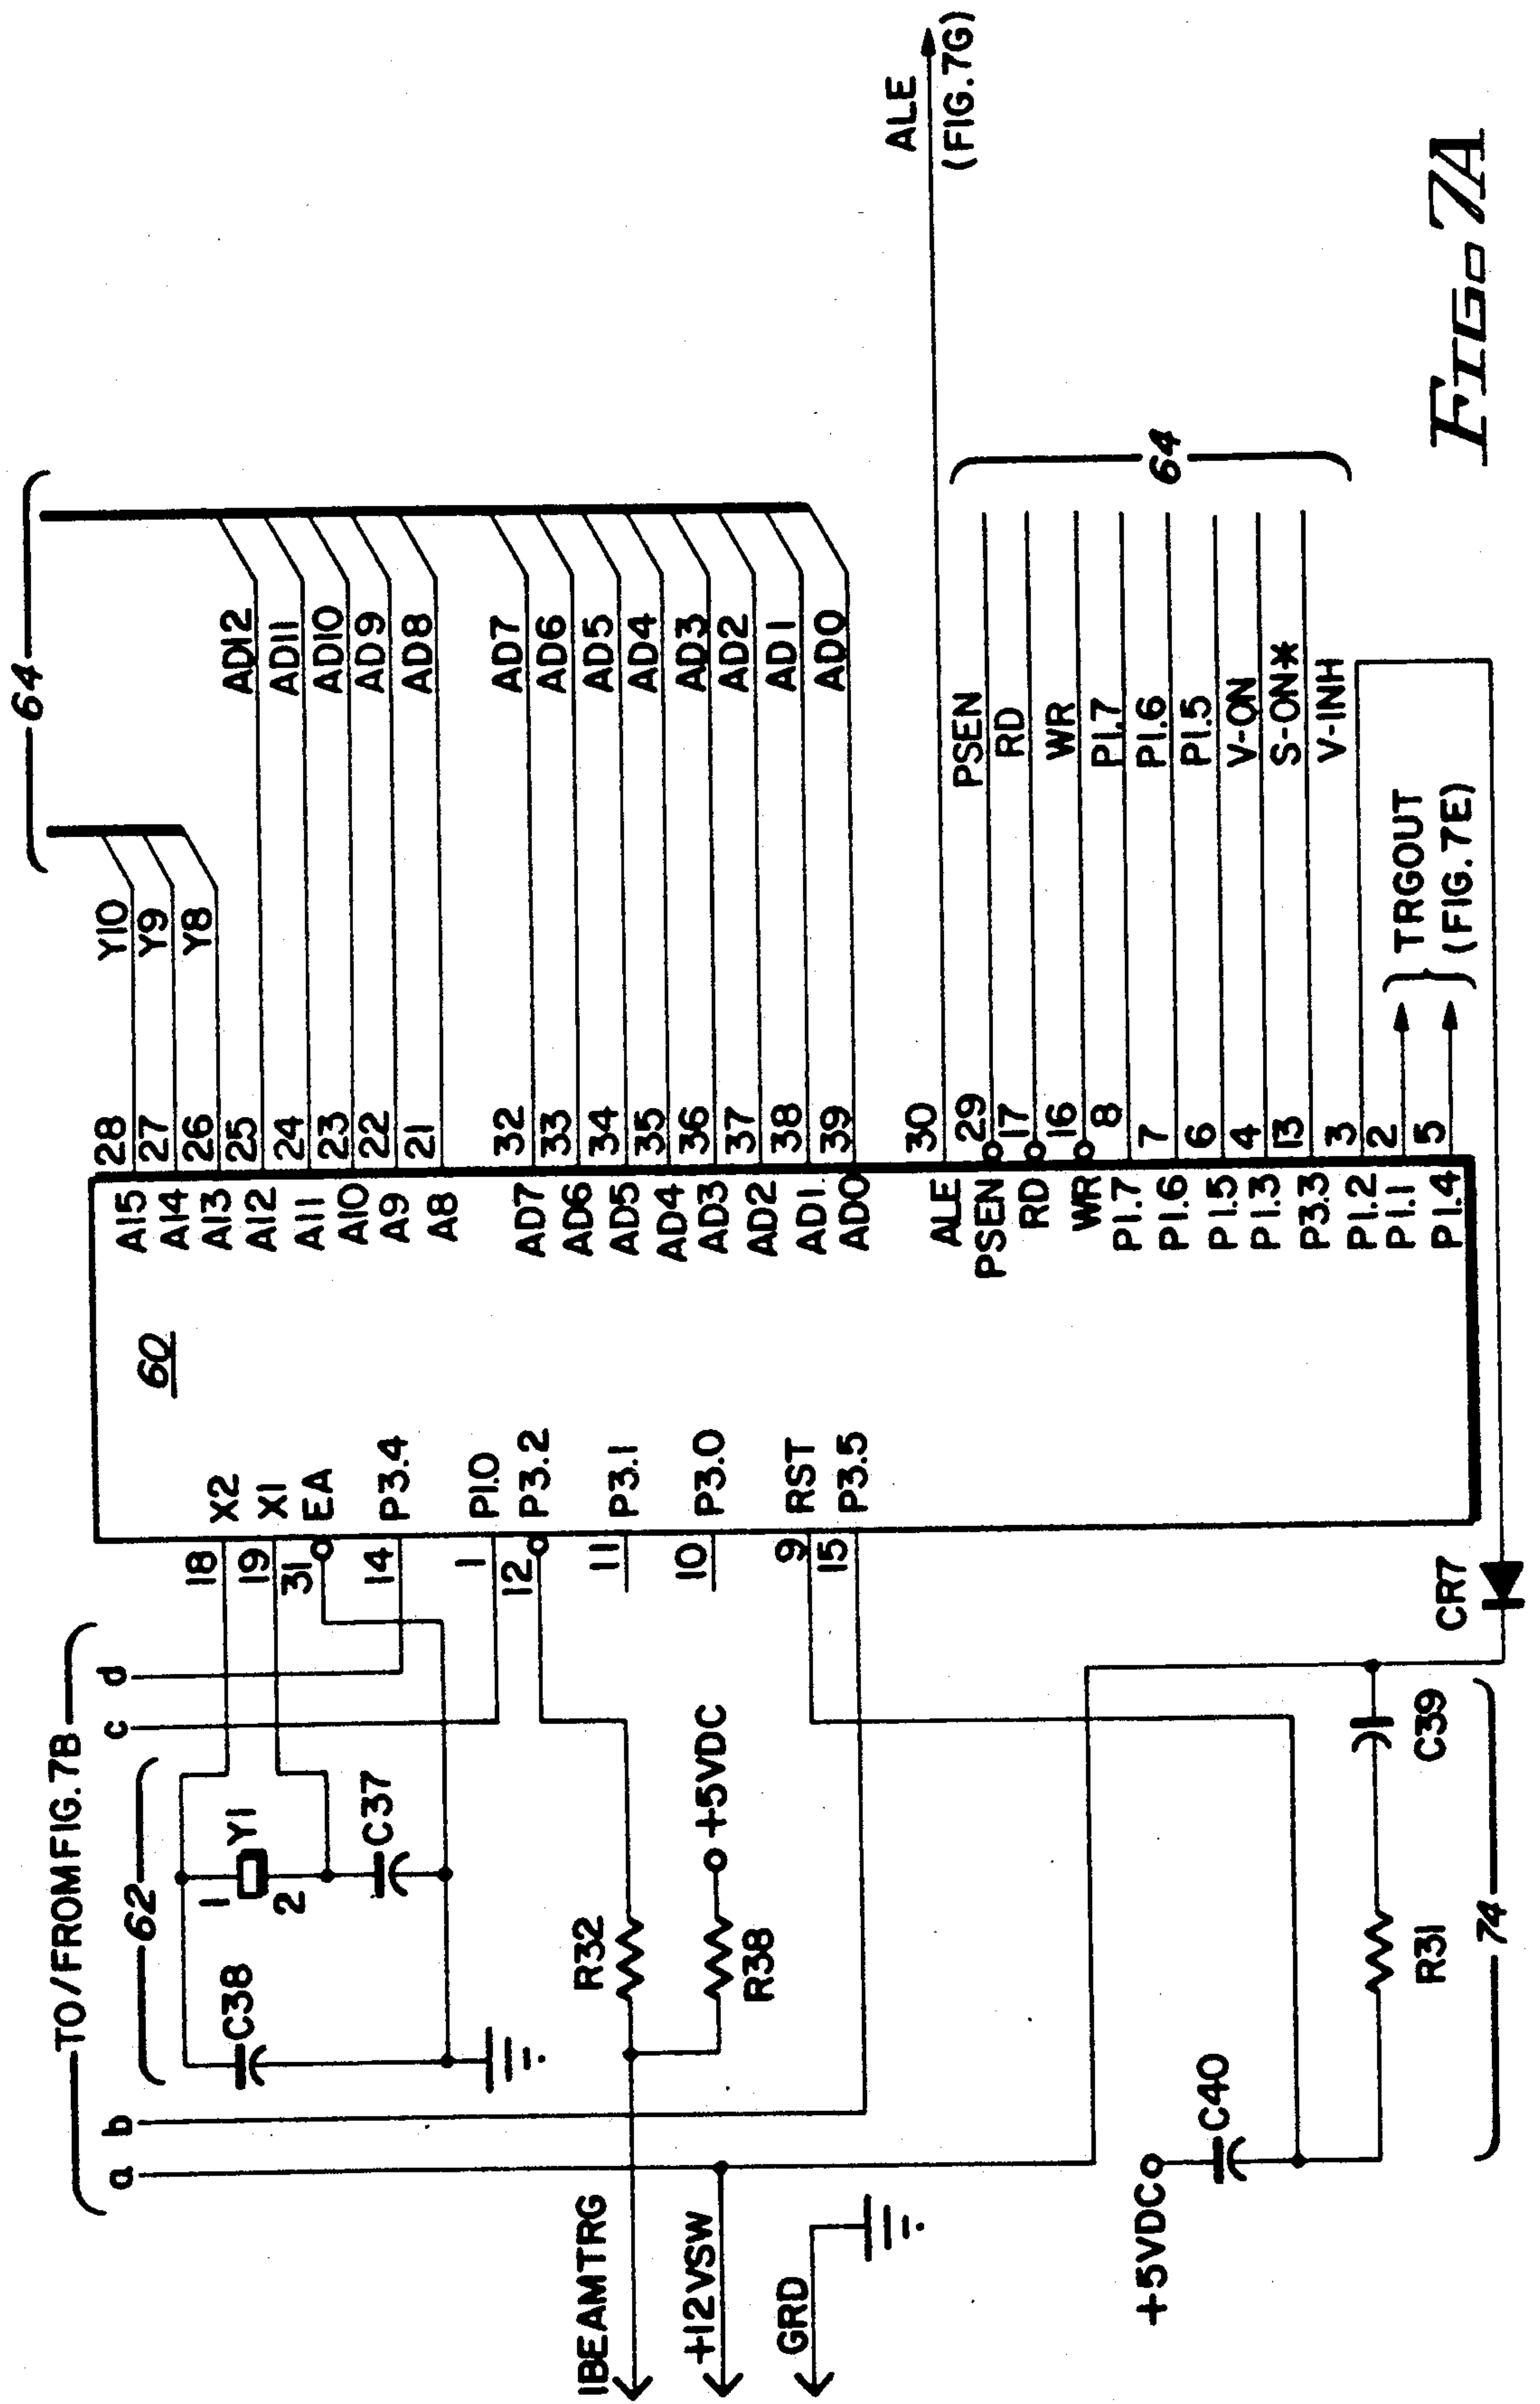 TO/FROM FIG. 7B
a
b
c
d
62
C38
1
Y1
2
C37
R32
+5VDC
R38
IBEAMTRG
+12VSW
GRD
+5VDC
C40
R31
C39
74
CR7
18 X2
19 X1
31 EA
14 P3.4
1 P1.0
12 P3.2
11 P3.1
10 P3.0
9 RST
15 P3.5
60
64
A15 28 Y10
A14 27 Y9
A13 26 Y8
A12 25 AD12
A11 24 AD11
A10 23 AD10
A9 22 AD9
A8 21 AD8
AD7 32 AD7
AD6 33 AD6
AD5 34 AD5
AD4 35 AD4
AD3 36 AD3
AD2 37 AD2
AD1 38 AD1
AD0 39 AD0
ALE 30
ALE
(FIG. 7G)
PSEN 29 PSEN
RD 17 RD
WR 16 WR
P1.7 8 P1.7
P1.6 7 P1.6
P1.5 6 P1.5
P1.3 4 V-ON
P3.3 13 S-ON*
P1.2 3 V-INH
P1.1 2
P1.4 5
64
TRGOUT
(FIG. 7E)
FIG. 7A